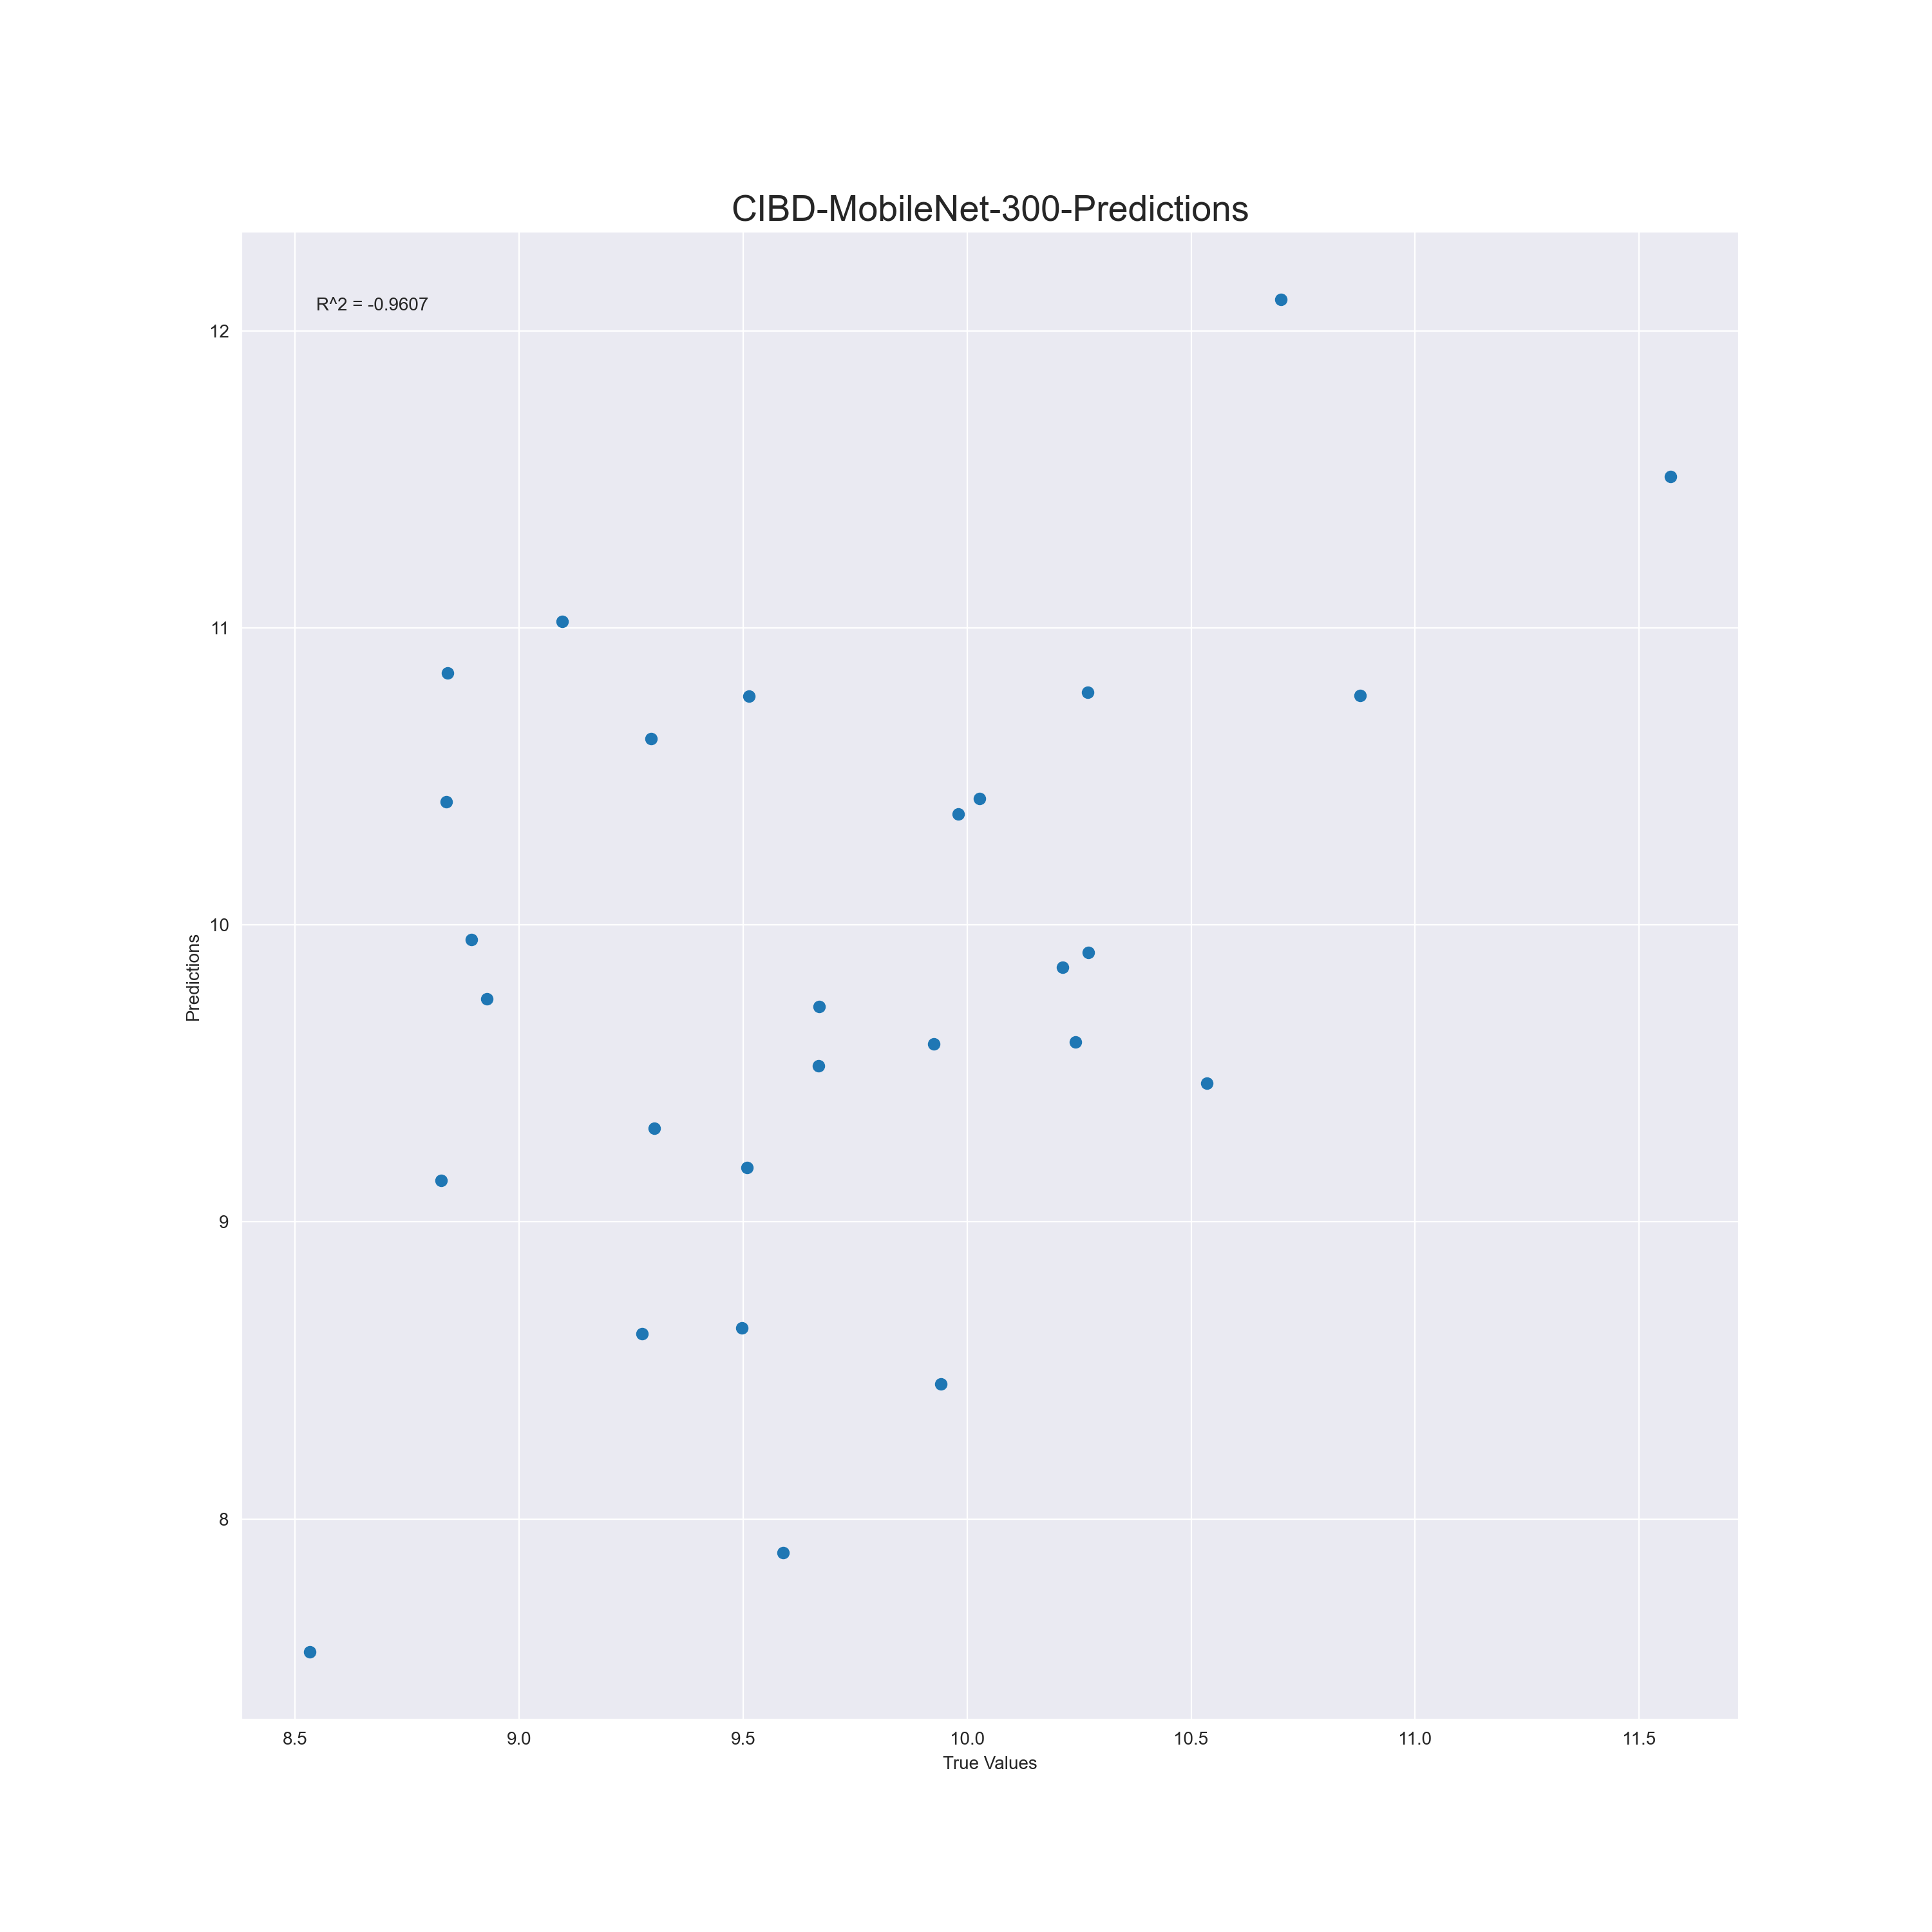 CIBD-MobileNet-300-Predictions
R^2 = -0.9607
12
11
10
9
8
Predictions
8.5 9.0 9.5 10.0 10.5 11.0 11.5
True Values